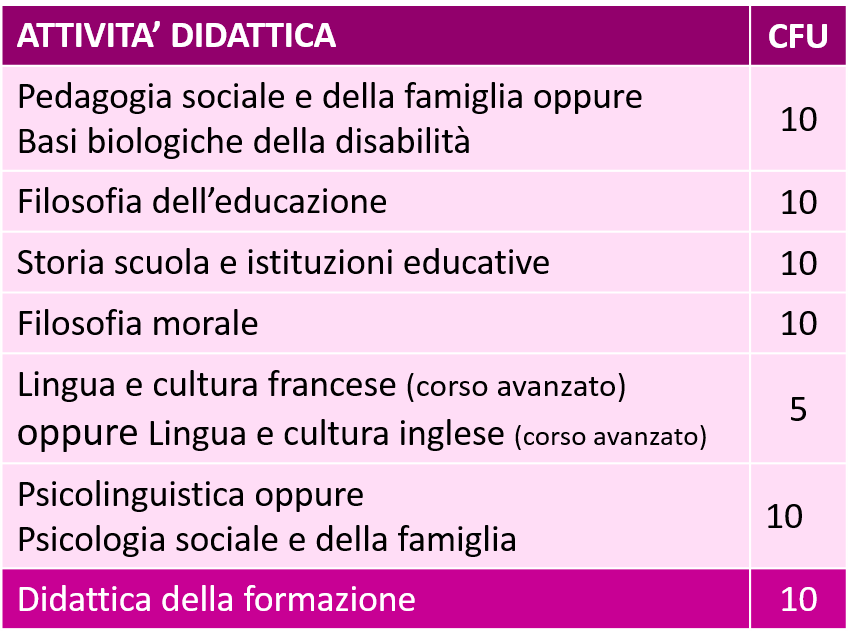 ATTIVITA’ DIDATTICA CFU
Pedagogia sociale e della famiglia oppure
Basi biologiche della disabilità 10
Filosofia dell’educazione 10
Storia scuola e istituzioni educative 10
Filosofia morale 10
Lingua e cultura francese (corso avanzato)
oppure Lingua e cultura inglese (corso avanzato) 5
Psicolinguistica oppure
Psicologia sociale e della famiglia 10
Didattica della formazione 10